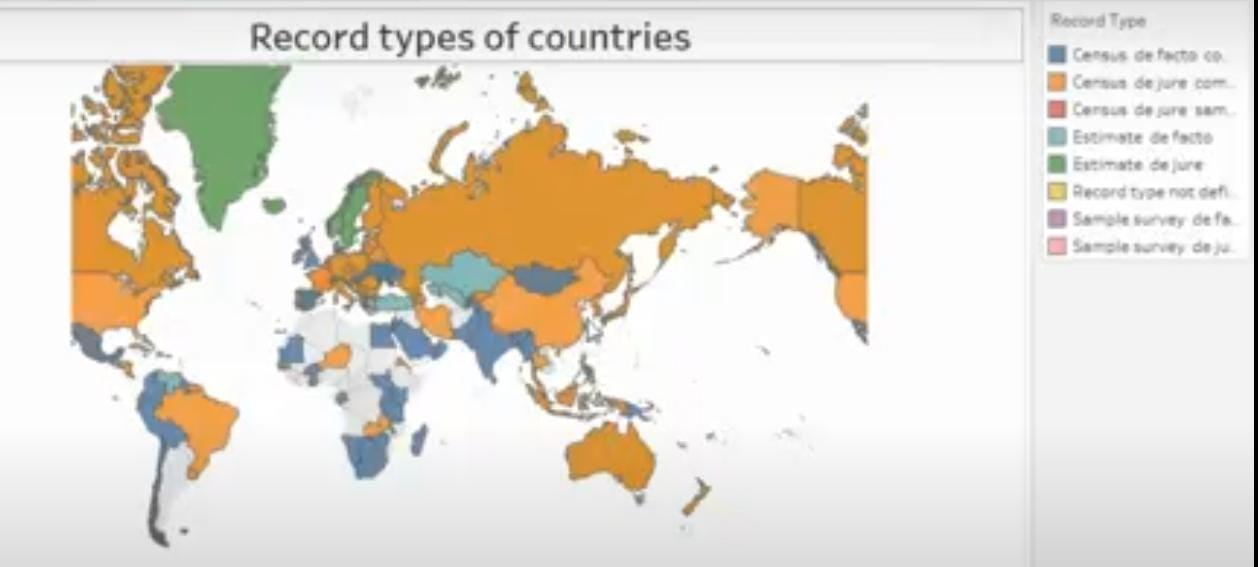 Record types of countries
Record Type
Census de facto co..
Census de jure com..
Census de jure sam..
Estimate de facto
Estimate de jure
Record type not defi..
Sample survey de fa..
Sample survey de ju..